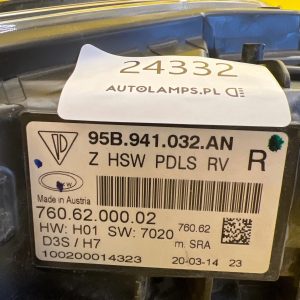 24332
AUTOLAMPS.PL
95B.941.032.AN
Z HSW PDLS RV R
Made in Austria
760.62.000.02
HW: H01 SW: 7020
760.62
D3S / H7
m. SRA
100200014323
20-03-14 23